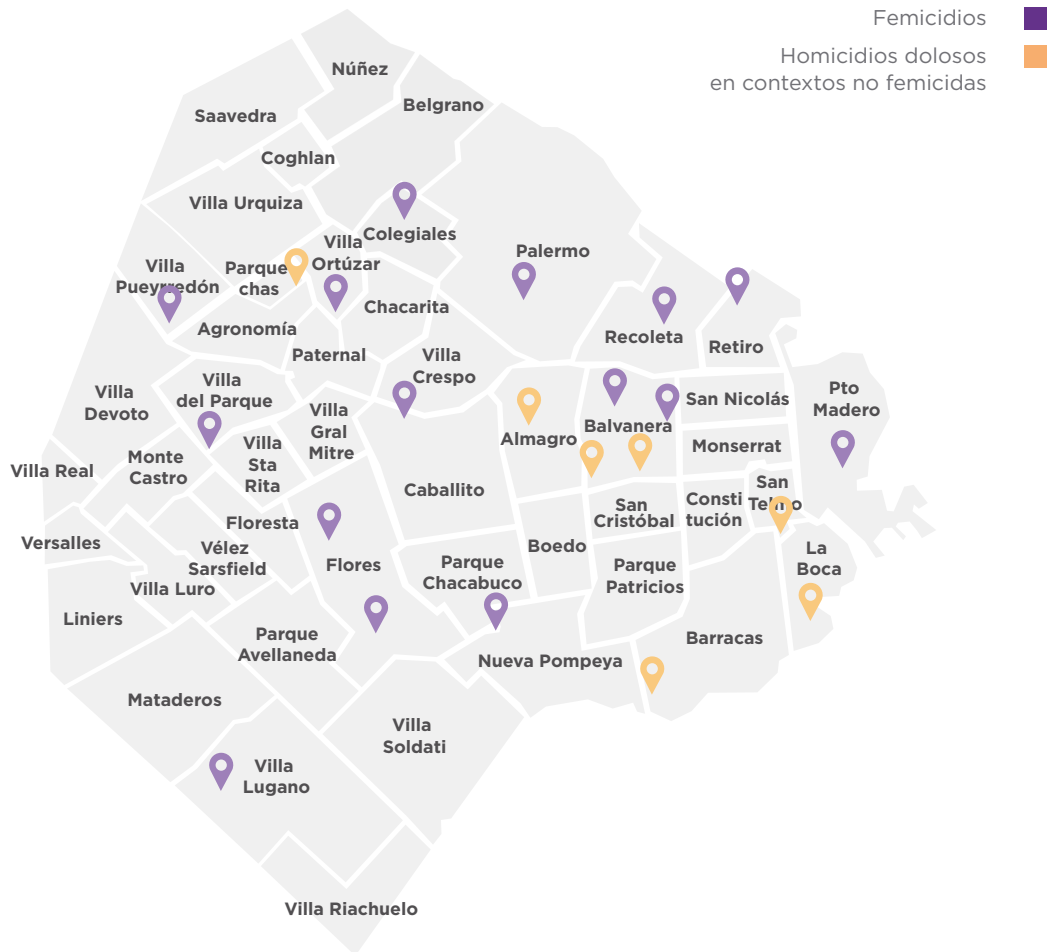 Femicidios
Homicidios dolosos
en contextos no femicidas
Núñez
Belgrano
Saavedra
Coghlan
Villa Urquiza
Colegiales
Villa
Ortúzar
Palermo
Villa
Pueyrredón
Parque
chas
Chacarita
Agronomía
Recoleta
Retiro
Paternal
Villa
Crespo
Villa
del Parque
Villa
Devoto
Pto
Madero
San Nicolás
Villa
Gral
Mitre
Almagro
Balvanera
Monserrat
Villa
Sta
Rita
Monte
Castro
Villa Real
Caballito
San
Telmo
Consti
tución
San
Cristóbal
Floresta
Versalles
Boedo
Vélez
Sarsfield
Flores
Parque
Chacabuco
Parque
Patricios
La
Boca
Villa Luro
Liniers
Parque
Avellaneda
Barracas
Nueva Pompeya
Mataderos
Villa
Soldati
Villa
Lugano
Villa Riachuelo